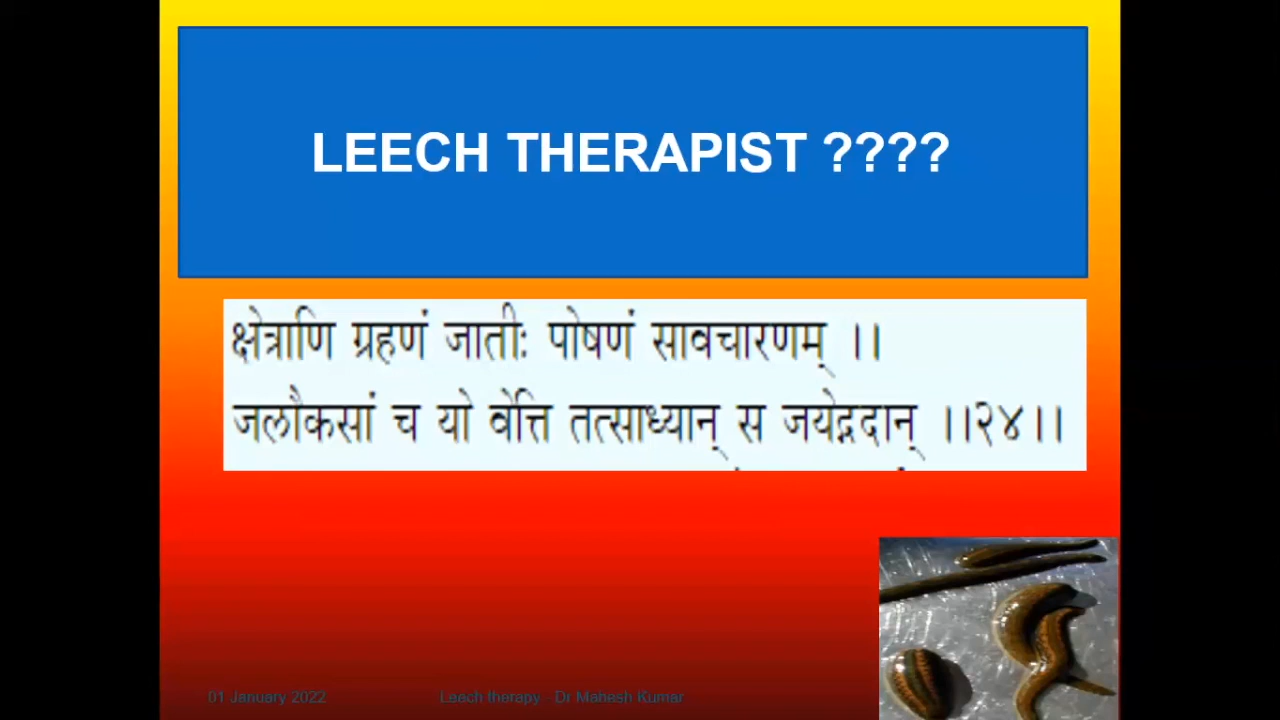 LEECH THERAPIST ????
क्षेत्राणि ग्रहणं जातीः पोषणं सावचारणम् ।।
जलौकसां च यो वेत्ति तत्साध्यान् स जयेद्गदान् ।।२४।।
01 January 2022
Leech therapy - Dr Mahesh Kumar